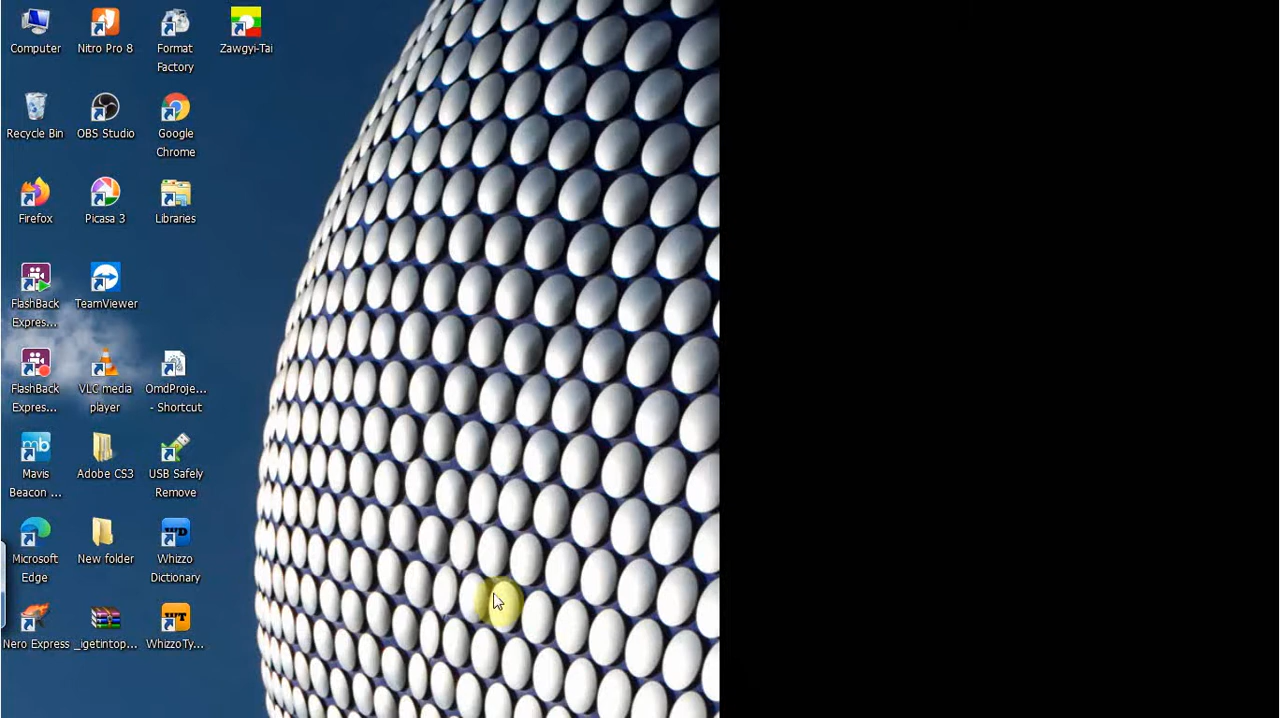 Computer
Nitro Pro 8
Format
Factory
Zawgyi-Tai
Recycle Bin
OBS Studio
Google
Chrome
Firefox
Picasa 3
Libraries
FlashBack
Expres...
TeamViewer
FlashBack
Expres...
VLC media
player
OmdProje...
- Shortcut
Mavis
Beacon ...
Adobe CS3
USB Safely
Remove
Microsoft
Edge
New folder
Whizzo
Dictionary
Nero Express
_igetintop...
WhizzoTy...